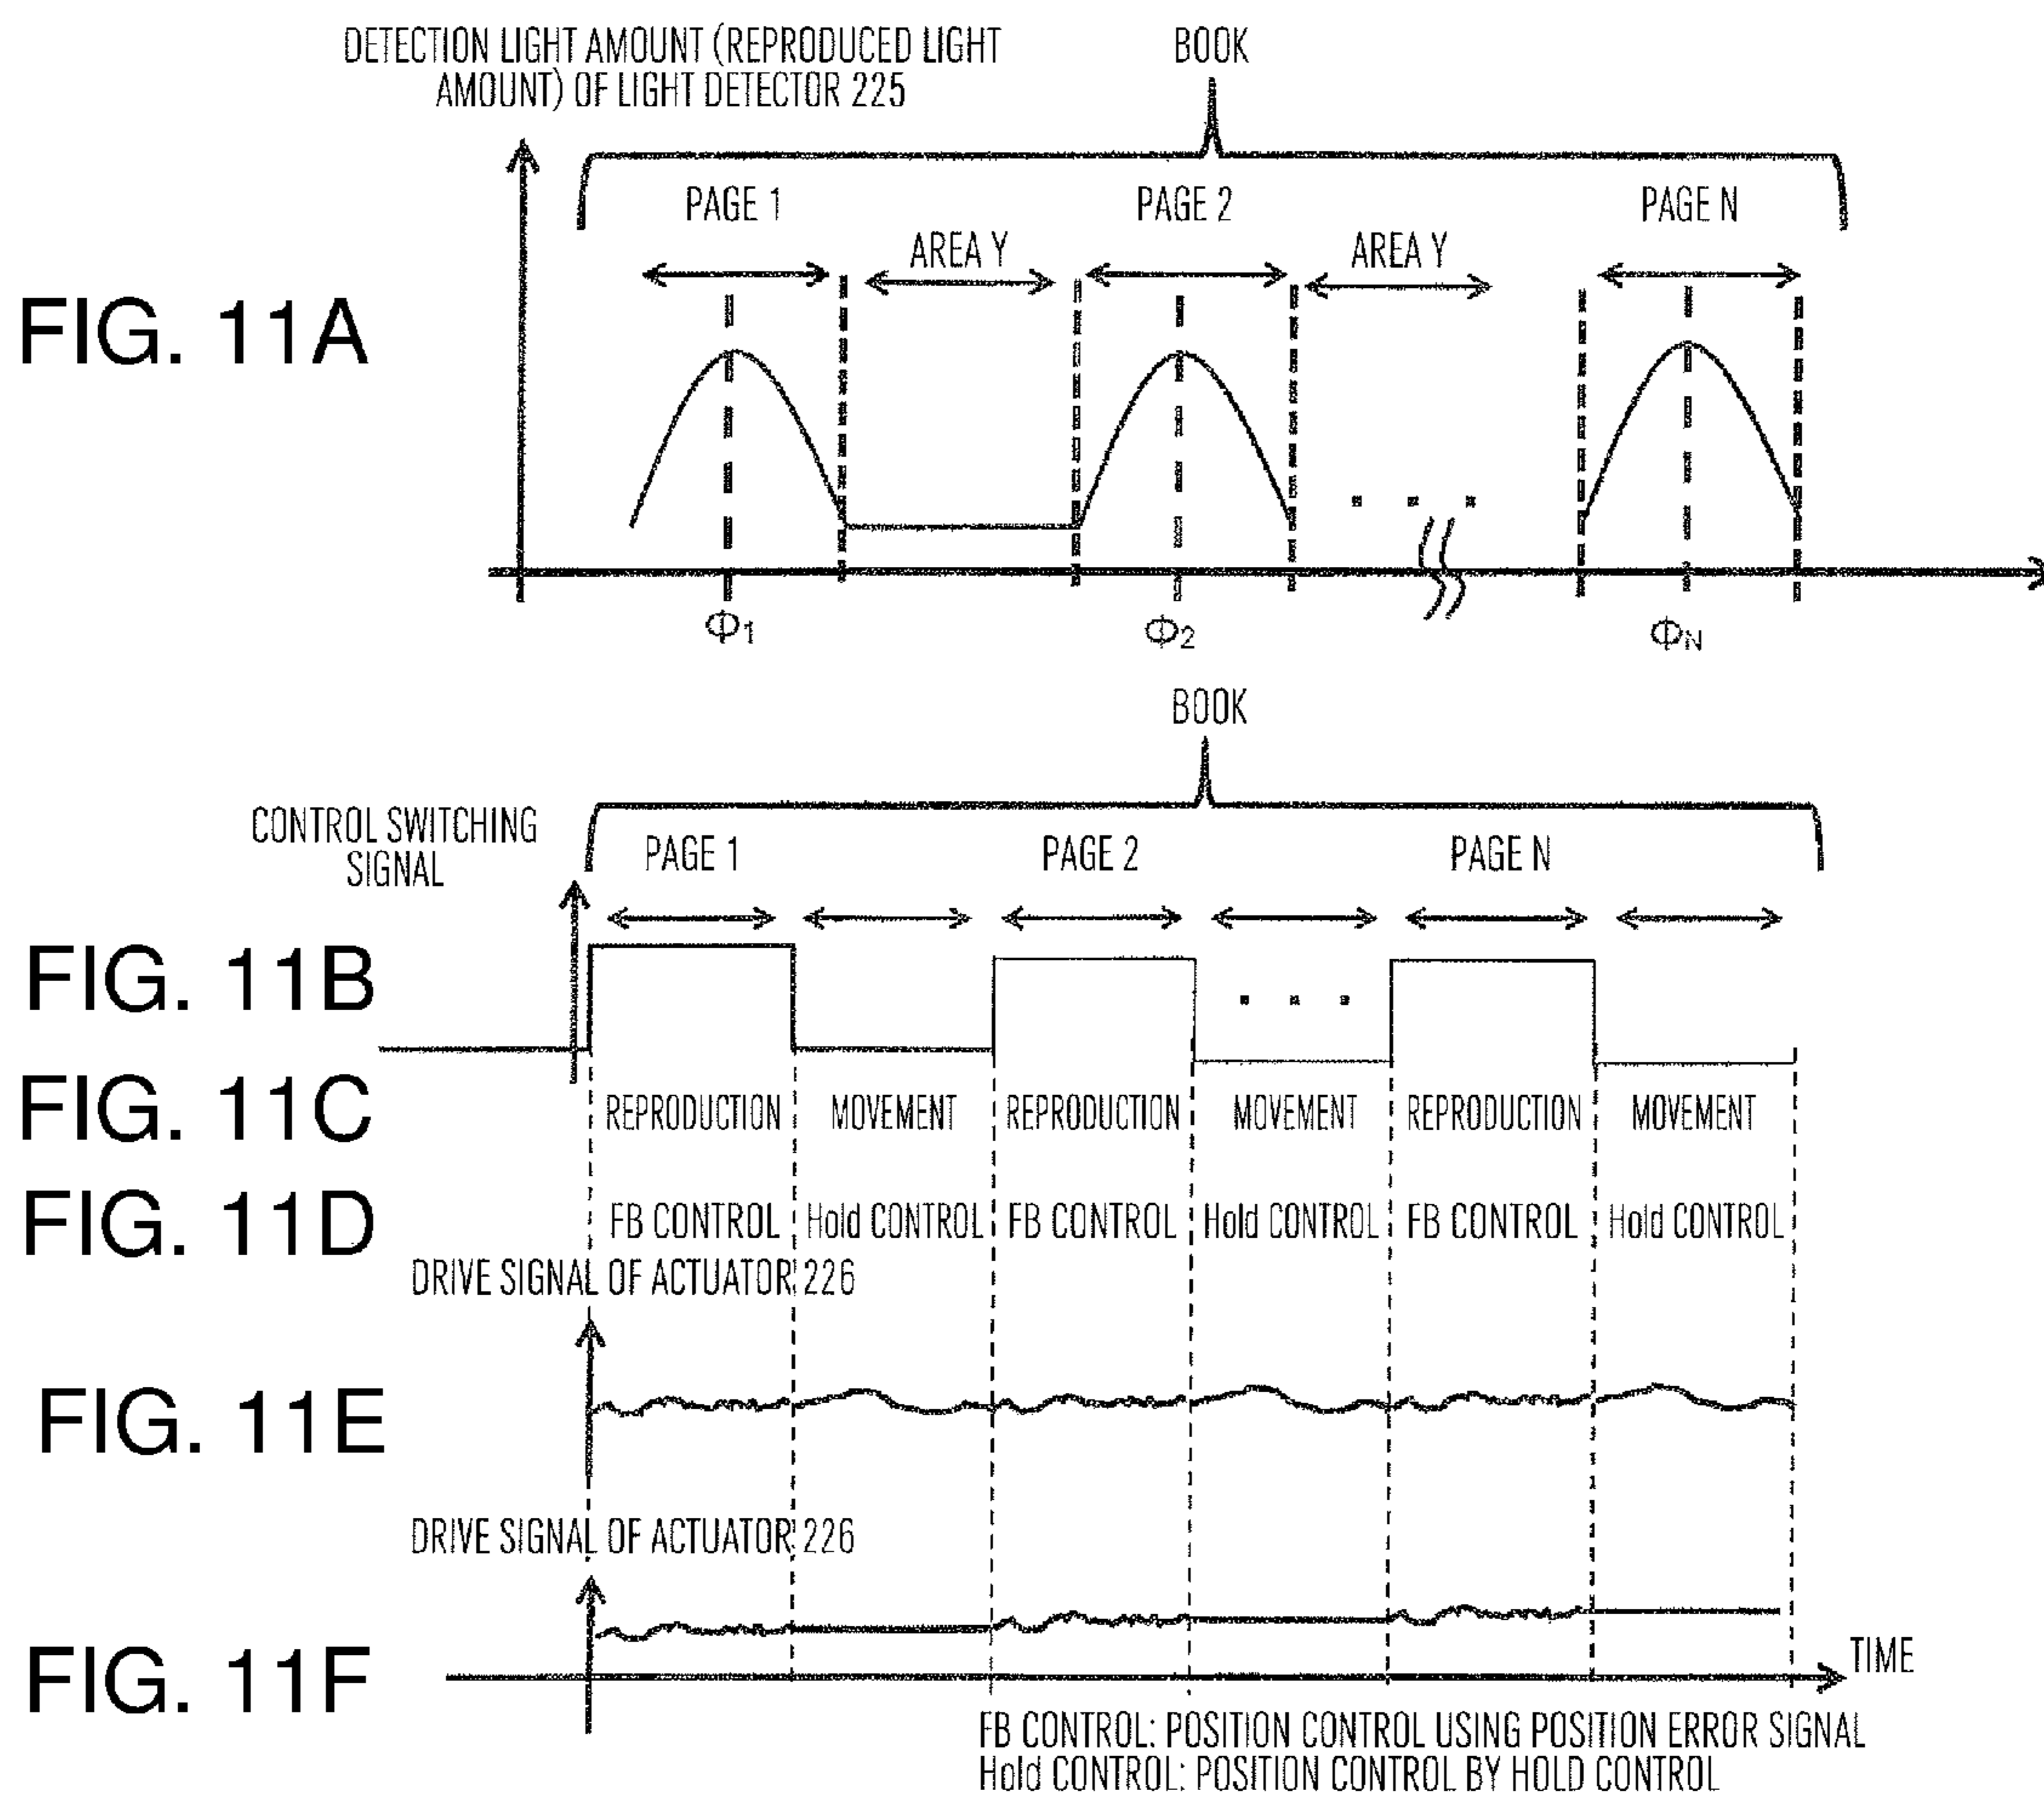 DETECTION LIGHT AMOUNT (REPRODUCED LIGHT
AMOUNT) OF LIGHT DETECTOR 225
BOOK
PAGE 1
PAGE 2
PAGE N
AREA Y
AREA Y
FIG. 11A
Φ1
Φ2
ΦN
BOOK
CONTROL SWITCHING
SIGNAL
PAGE 1
PAGE 2
PAGE N
FIG. 11B
FIG. 11C
REPRODUCTION
MOVEMENT
REPRODUCTION
MOVEMENT
REPRODUCTION
MOVEMENT
FIG. 11D
FB CONTROL
Hold CONTROL
FB CONTROL
Hold CONTROL
FB CONTROL
Hold CONTROL
DRIVE SIGNAL OF ACTUATOR 226
FIG. 11E
DRIVE SIGNAL OF ACTUATOR 226
FIG. 11F
TIME
FB CONTROL: POSITION CONTROL USING POSITION ERROR SIGNAL
Hold CONTROL: POSITION CONTROL BY HOLD CONTROL